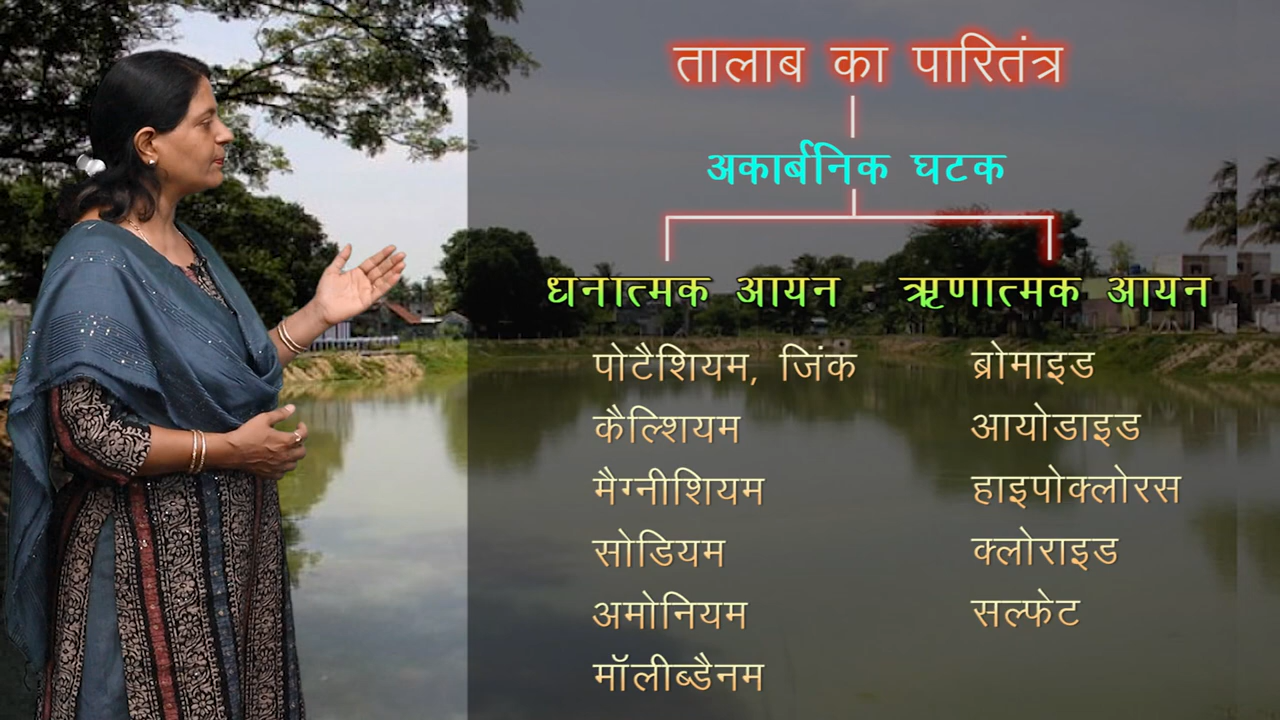 तालाब का पारितंत्र
अकार्बनिक घटक
धनात्मक आयन
पोटैशियम, जिंक
कैल्शियम
मैग्नीशियम
सोडियम
अमोनियम
मॉलीब्डैनम
ऋणात्मक आयन
ब्रोमाइड
आयोडाइड
हाइपोक्लोरस
क्लोराइड
सल्फेट